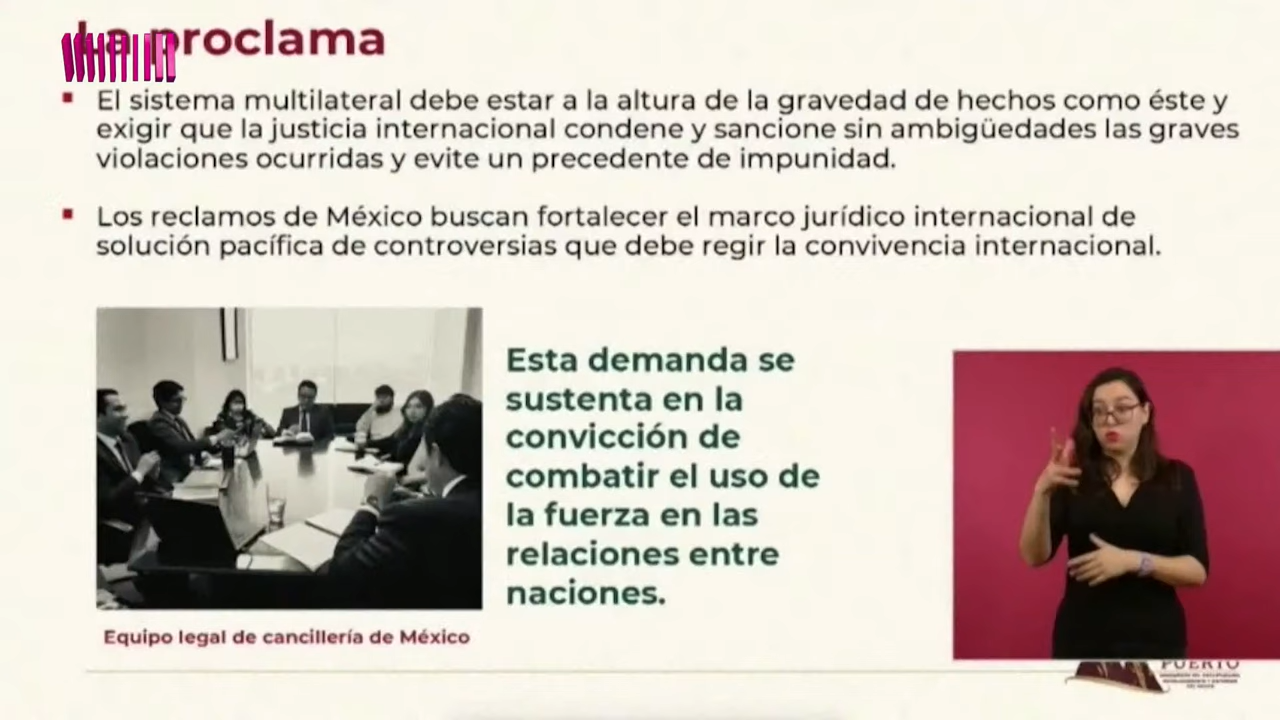 La proclama
El sistema multilateral debe estar a la altura de la gravedad de hechos como éste y
exigir que la justicia internacional condene y sancione sin ambigüedades las graves
violaciones ocurridas y evite un precedente de impunidad.
Los reclamos de México buscan fortalecer el marco jurídico internacional de
solución pacífica de controversias que debe regir la convivencia internacional.
Esta demanda se
sustenta en la
convicción de
combatir el uso de
la fuerza en las
relaciones entre
naciones.
Equipo legal de cancillería de México
PUERTO